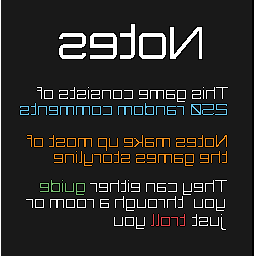 Notes
This game consists of
250 random comments
Notes make up most of
the games storyline
They can either guide
you through a room or
just troll you